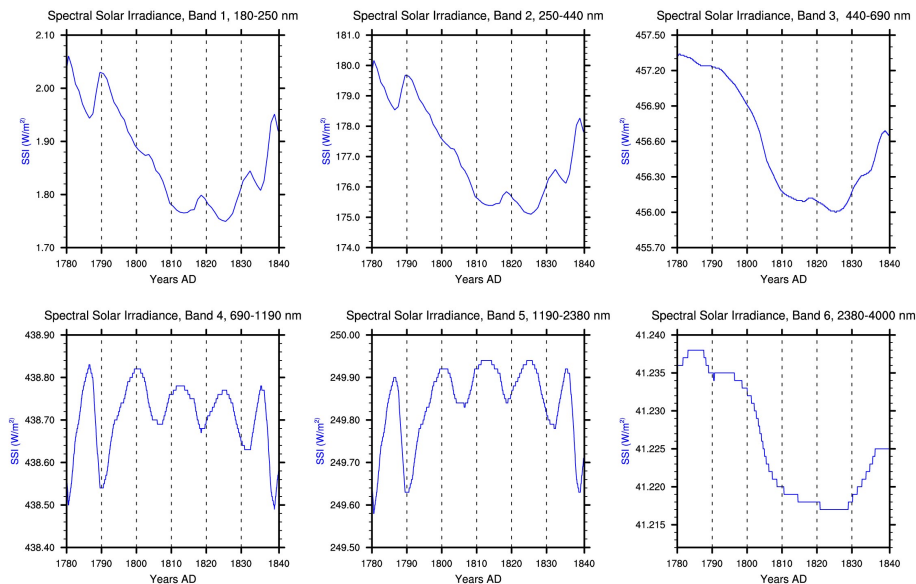 Spectral Solar Irradiance, Band 1, 180-250 nm
2.10
2.00
1.90
1.80
1.70
SSI (W/m²)
1780 1790 1800 1810 1820 1830 1840
Years AD
Spectral Solar Irradiance, Band 2, 250-440 nm
181.0
180.0
179.0
178.0
177.0
176.0
175.0
174.0
SSI (W/m²)
1780 1790 1800 1810 1820 1830 1840
Years AD
Spectral Solar Irradiance, Band 3, 440-690 nm
457.50
457.20
456.90
456.60
456.30
456.00
455.70
SSI (W/m²)
1780 1790 1800 1810 1820 1830 1840
Years AD
Spectral Solar Irradiance, Band 4, 690-1190 nm
438.90
438.80
438.70
438.60
438.50
438.40
SSI (W/m²)
1780 1790 1800 1810 1820 1830 1840
Years AD
Spectral Solar Irradiance, Band 5, 1190-2380 nm
250.00
249.90
249.80
249.70
249.60
249.50
SSI (W/m²)
1780 1790 1800 1810 1820 1830 1840
Years AD
Spectral Solar Irradiance, Band 6, 2380-4000 nm
41.240
41.235
41.230
41.225
41.220
41.215
SSI (W/m²)
1780 1790 1800 1810 1820 1830 1840
Years AD